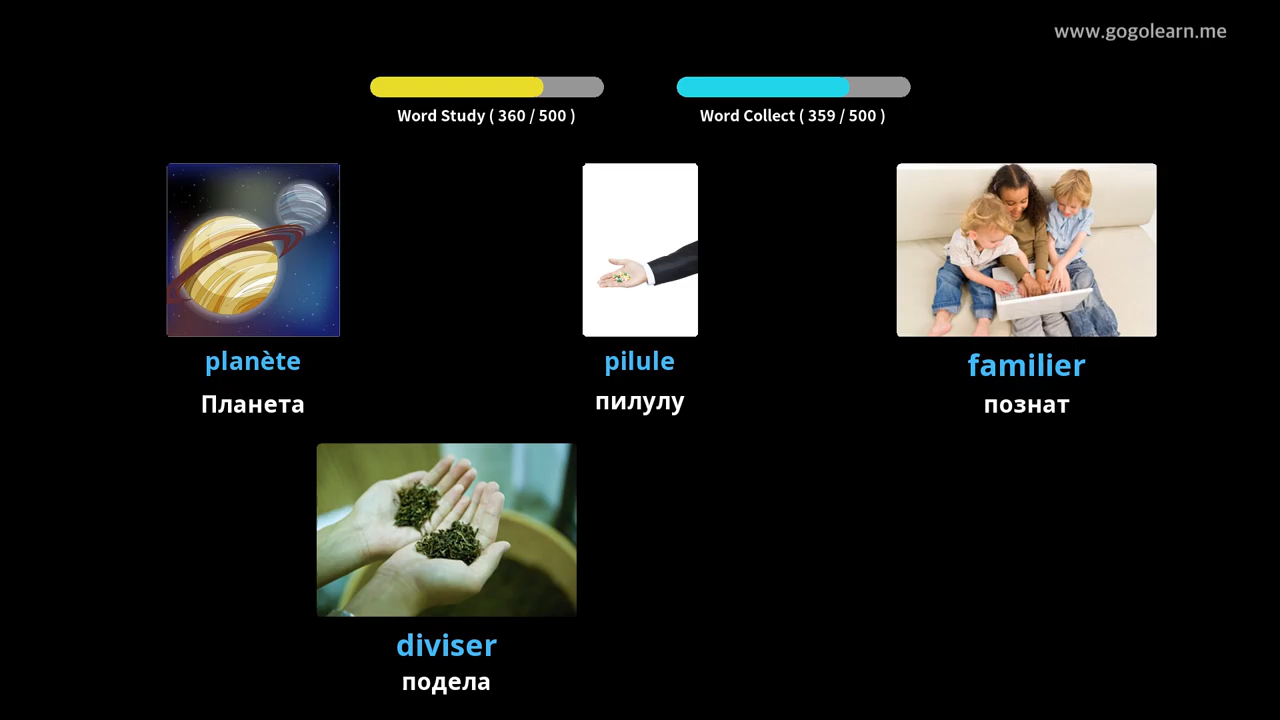 www.gogolearn.me
Word Study ( 360 / 500 )
Word Collect ( 359 / 500 )
planète
Планета
pilule
пилулу
familier
познат
diviser
подела